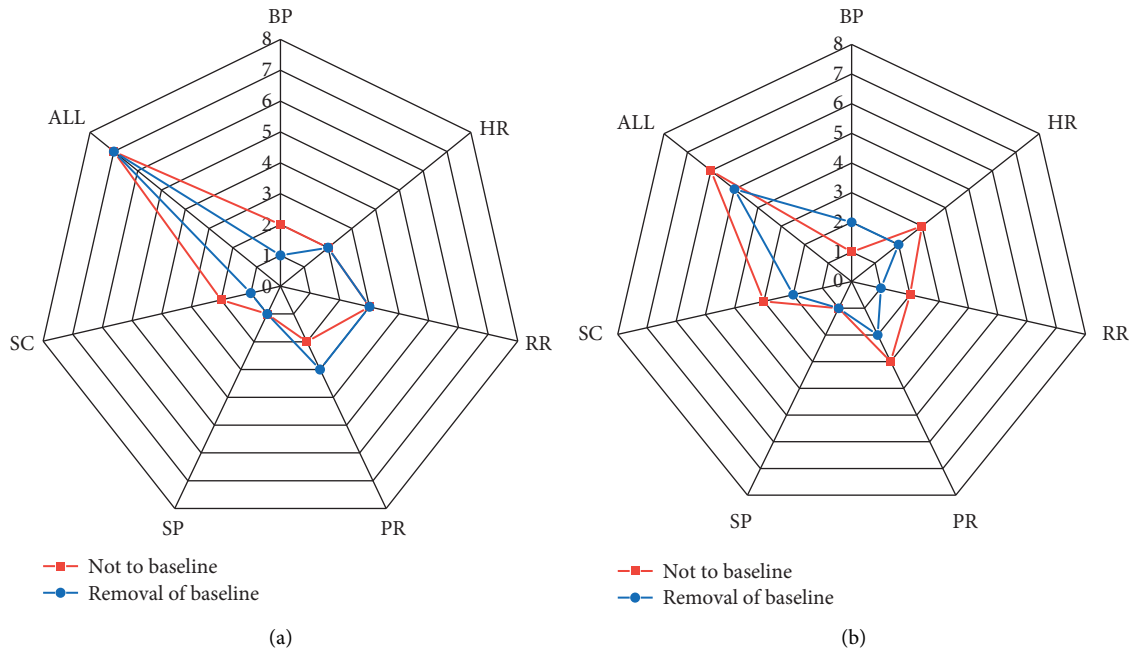 BP
8
7
6
5
4
3
2
1
0
HR
RR
PR
SP
SC
ALL
Not to baseline
Removal of baseline
(a)
BP
8
7
6
5
4
3
2
1
0
HR
RR
PR
SP
SC
ALL
Not to baseline
Removal of baseline
(b)